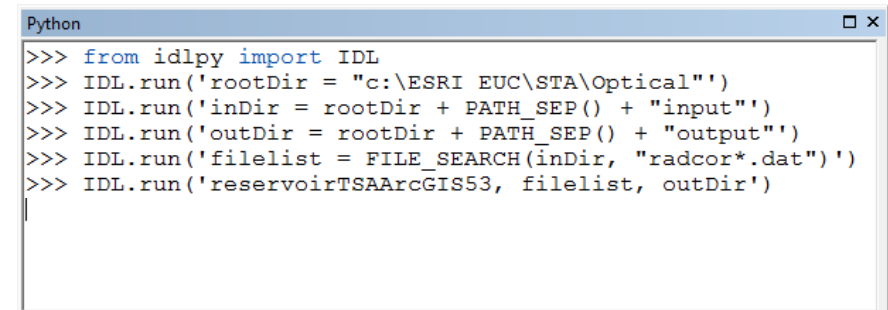 Python
>>> from idlpy import IDL
>>> IDL.run('rootDir = "c:\ESRI EUC\STA\Optical"')
>>> IDL.run('inDir = rootDir + PATH_SEP() + "input"')
>>> IDL.run('outDir = rootDir + PATH_SEP() + "output"')
>>> IDL.run('filelist = FILE_SEARCH(inDir, "radcor*.dat")')
>>> IDL.run('reservoirTSAArcGIS53, filelist, outDir')